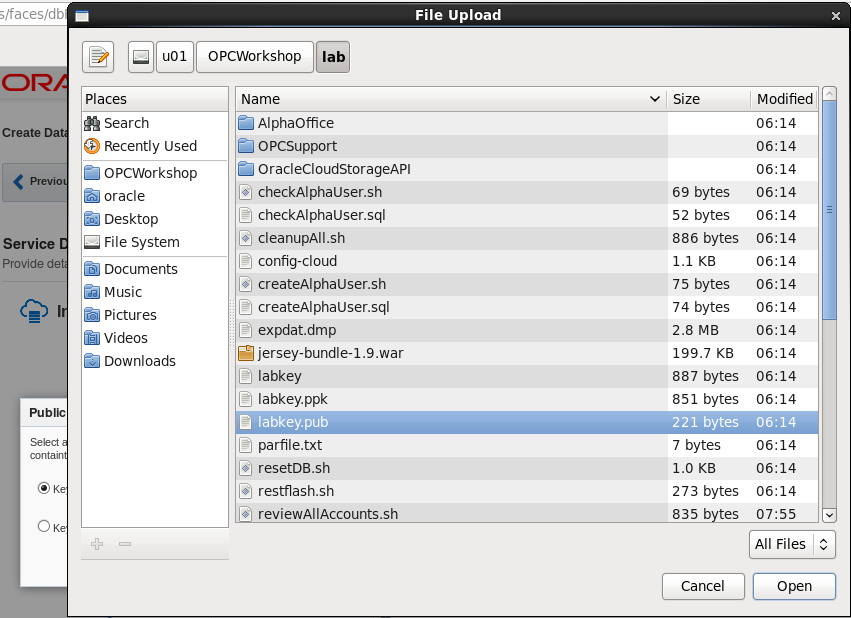 File Upload
s/faces/dbi
u01 OPCWorkshop lab
ORA
Create Data
Previou
Service D
Provide deta
In
Public
Select a
containt
Key
Key
Places
Search
Recently Used
OPCWorkshop
oracle
Desktop
File System
Documents
Music
Pictures
Videos
Downloads
Name Size Modified
AlphaOffice 06:14
OPCSupport 06:14
OracleCloudStorageAPI 06:14
checkAlphaUser.sh 69 bytes 06:14
checkAlphaUser.sql 52 bytes 06:14
cleanupAll.sh 886 bytes 06:14
config-cloud 1.1 KB 06:14
createAlphaUser.sh 75 bytes 06:14
createAlphaUser.sql 74 bytes 06:14
expdat.dmp 2.8 MB 06:14
jersey-bundle-1.9.war 199.7 KB 06:14
labkey 887 bytes 06:14
labkey.ppk 851 bytes 06:14
labkey.pub 221 bytes 06:14
parfile.txt 7 bytes 06:14
resetDB.sh 1.0 KB 06:14
restflash.sh 273 bytes 06:14
reviewAllAccounts.sh 835 bytes 07:55
All Files
Cancel Open